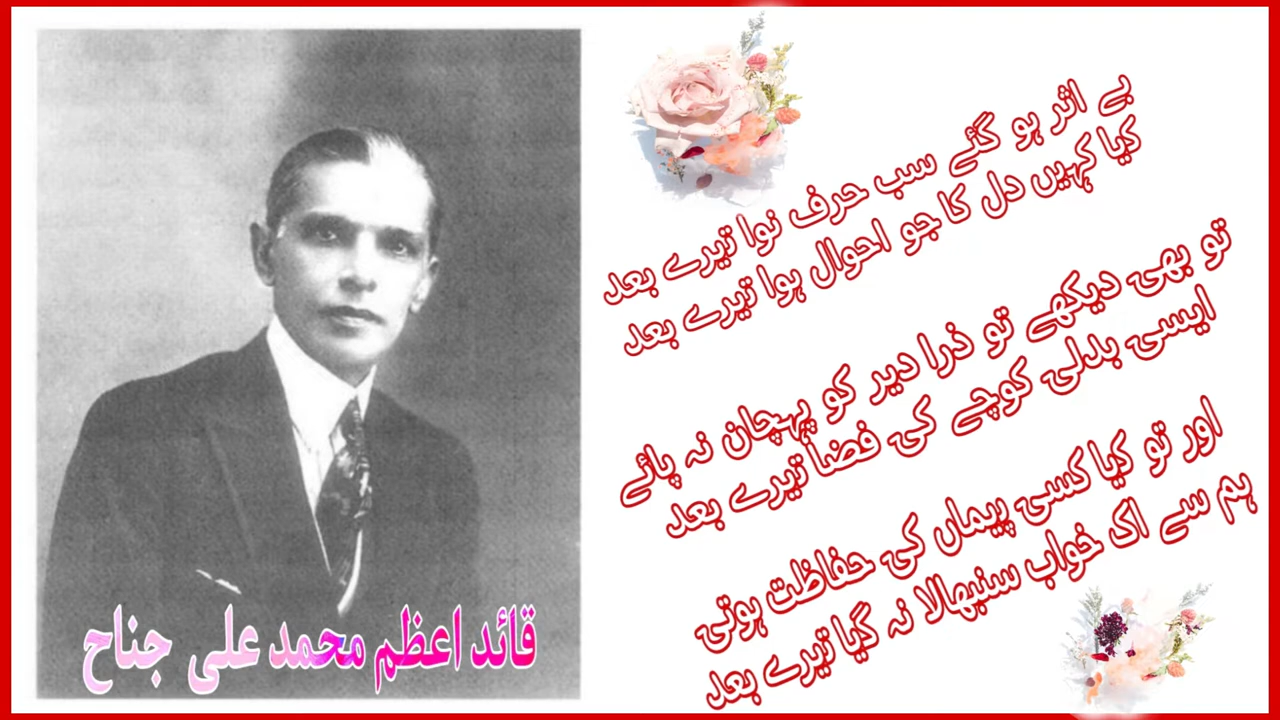 بے اثر ہو گئے سب حرف نوا تیرے بعد
کیا کہیں دل کا جو احوال ہوا تیرے بعد
تو بھی دیکھے تو ذرا دیر کو پہچان نہ پائے
ایسی بدلی کوچے کی فضا تیرے بعد
اور تو کیا کسی پیماں کی حفاظت ہوتی
ہم سے اک خواب سنبھالا نہ گیا تیرے بعد
قائد اعظم محمد علی جناح